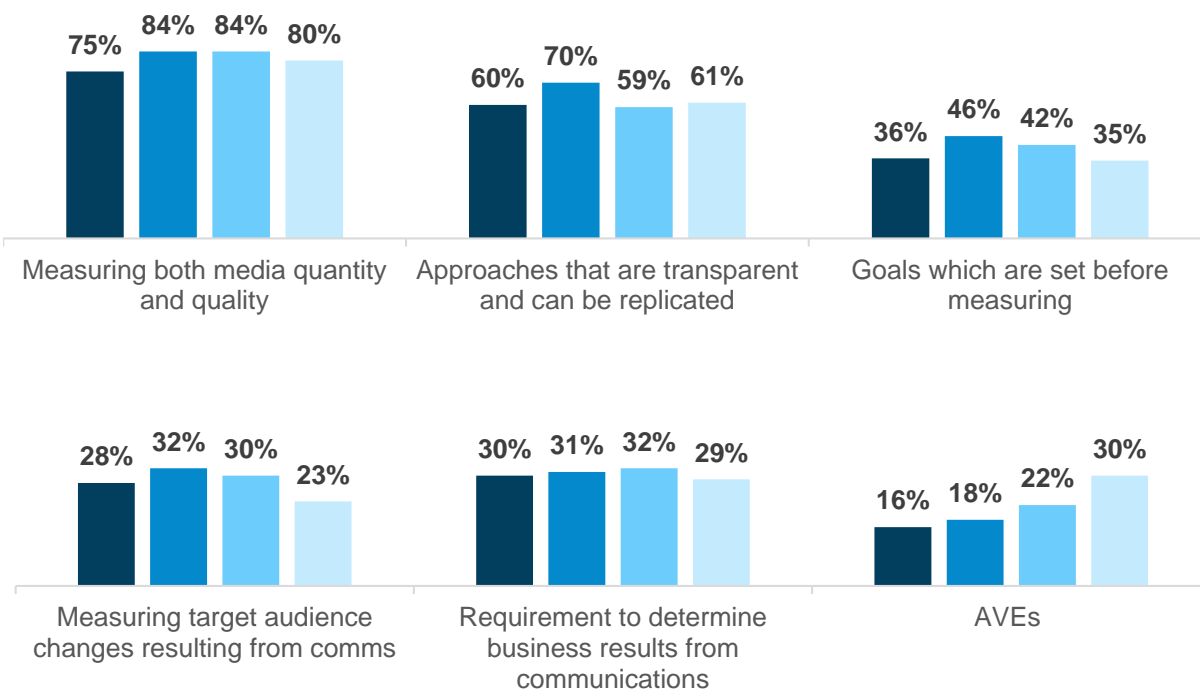 75% 84% 84% 80%
60% 70% 59% 61%
36% 46% 42% 35%
Measuring both media quantity
and quality
Approaches that are transparent
and can be replicated
Goals which are set before
measuring
28% 32% 30% 23%
30% 31% 32% 29%
16% 18% 22% 30%
Measuring target audience
changes resulting from comms
Requirement to determine
business results from
communications
AVEs